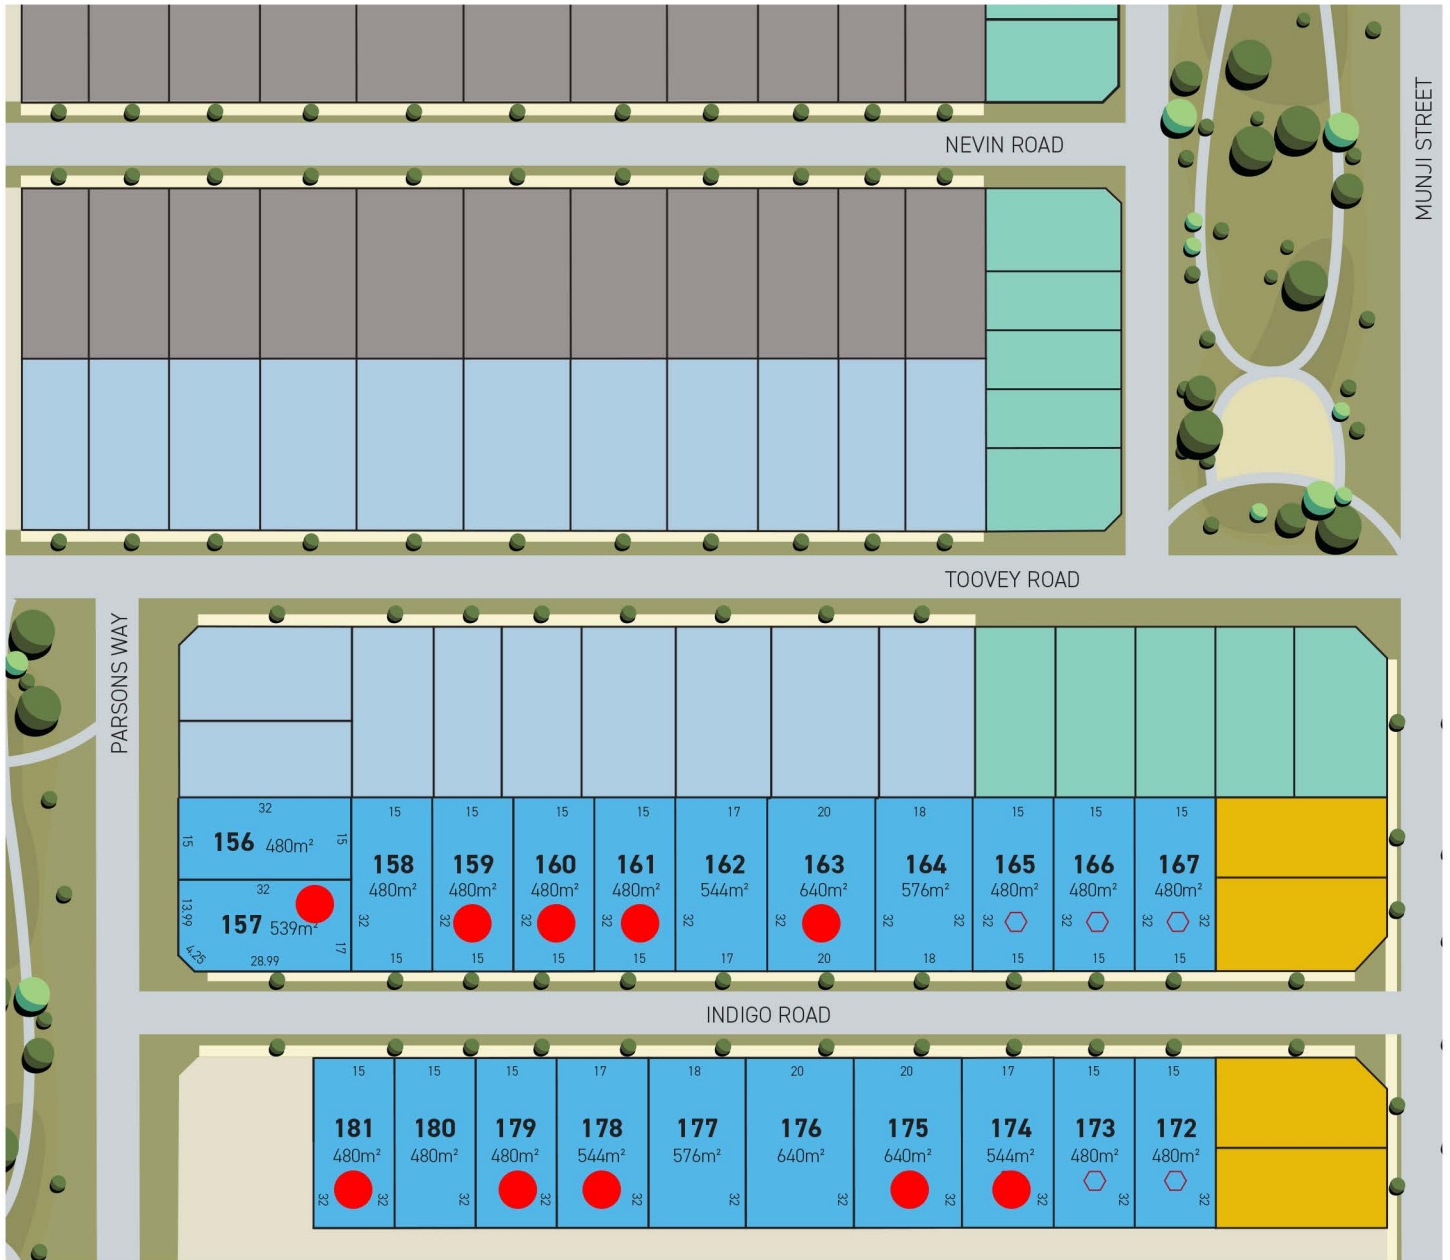 NEVIN ROAD
MUNJI STREET
TOOVEY ROAD
PARSONS WAY
32
15
156 480m²
15
32
13.99
157 539m²
17
4.25
28.99
15
158
480m²
32
15
15
159
480m²
32
15
15
160
480m²
32
15
15
161
480m²
32
15
17
162
544m²
32
17
20
163
640m²
32
20
18
164
576m²
32
32
18
15
165
480m²
32
15
15
166
480m²
32
15
15
167
480m²
32
32
15
INDIGO ROAD
15
181
480m²
32
32
15
180
480m²
32
15
179
480m²
32
17
178
544m²
18
177
576m²
32
20
176
640m²
32
20
175
640m²
17
174
544m²
32
15
173
480m²
32
15
172
480m²
32